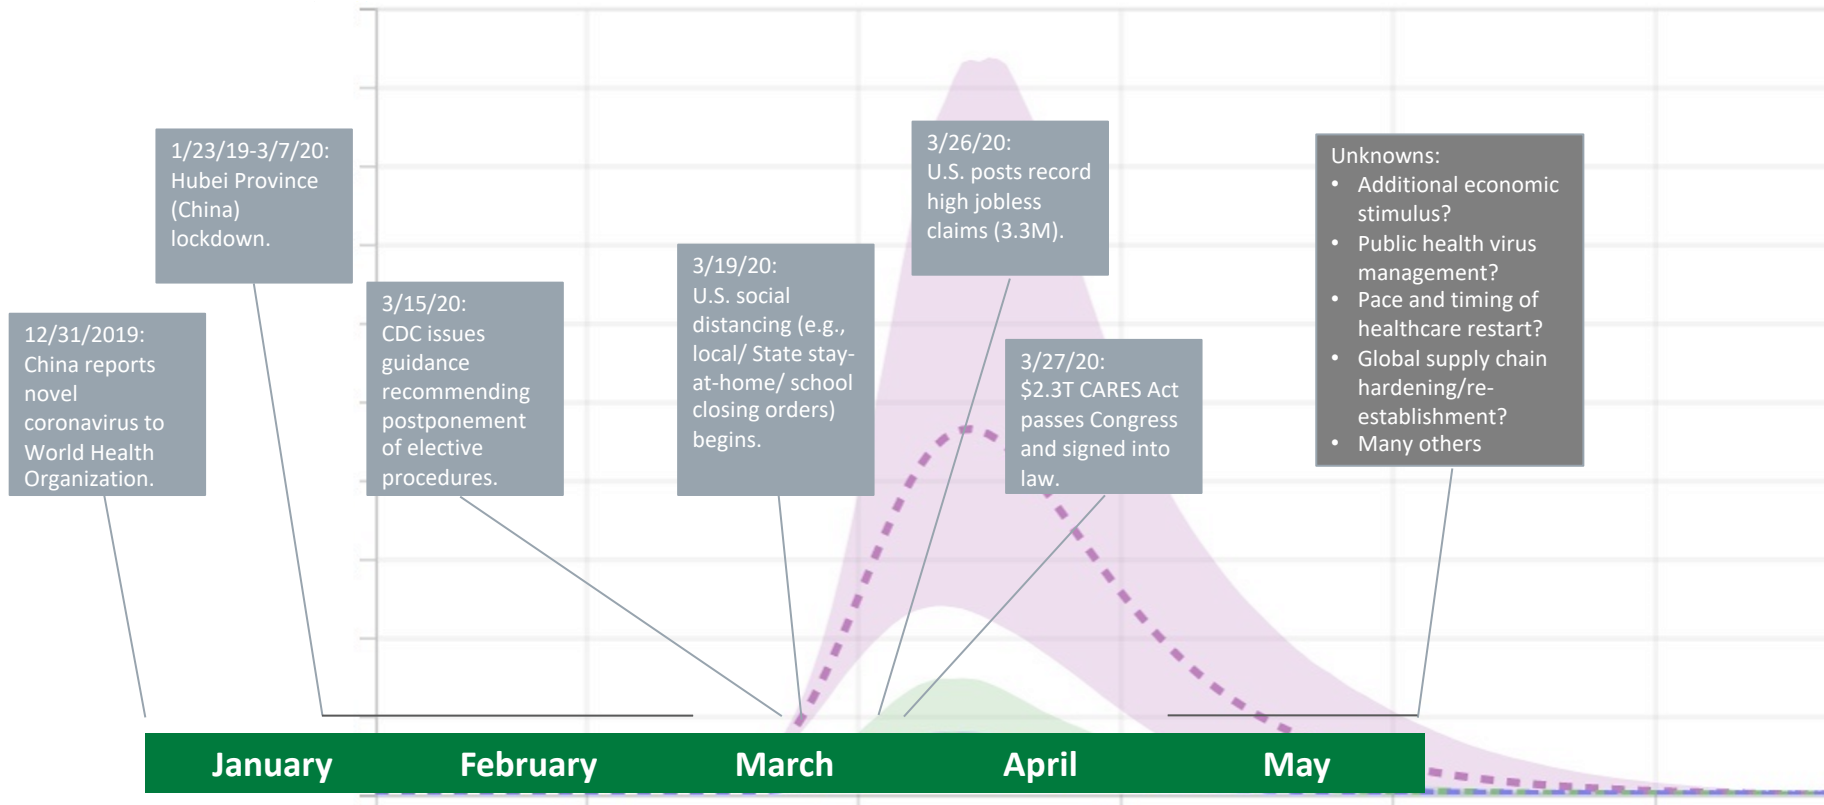 12/31/2019:
China reports
novel
coronavirus to
World Health
Organization.
1/23/19-3/7/20:
Hubei Province
(China)
lockdown.
3/15/20:
CDC issues
guidance
recommending
postponement
of elective
procedures.
3/19/20:
U.S. social
distancing (e.g.,
local/ State stay-
at-home/ school
closing orders)
begins.
3/26/20:
U.S. posts record
high jobless
claims (3.3M).
3/27/20:
$2.3T CARES Act
passes Congress
and signed into
law.
Unknowns:
• Additional economic
stimulus?
• Public health virus
management?
• Pace and timing of
healthcare restart?
• Global supply chain
hardening/re-
establishment?
• Many others
January February March April May